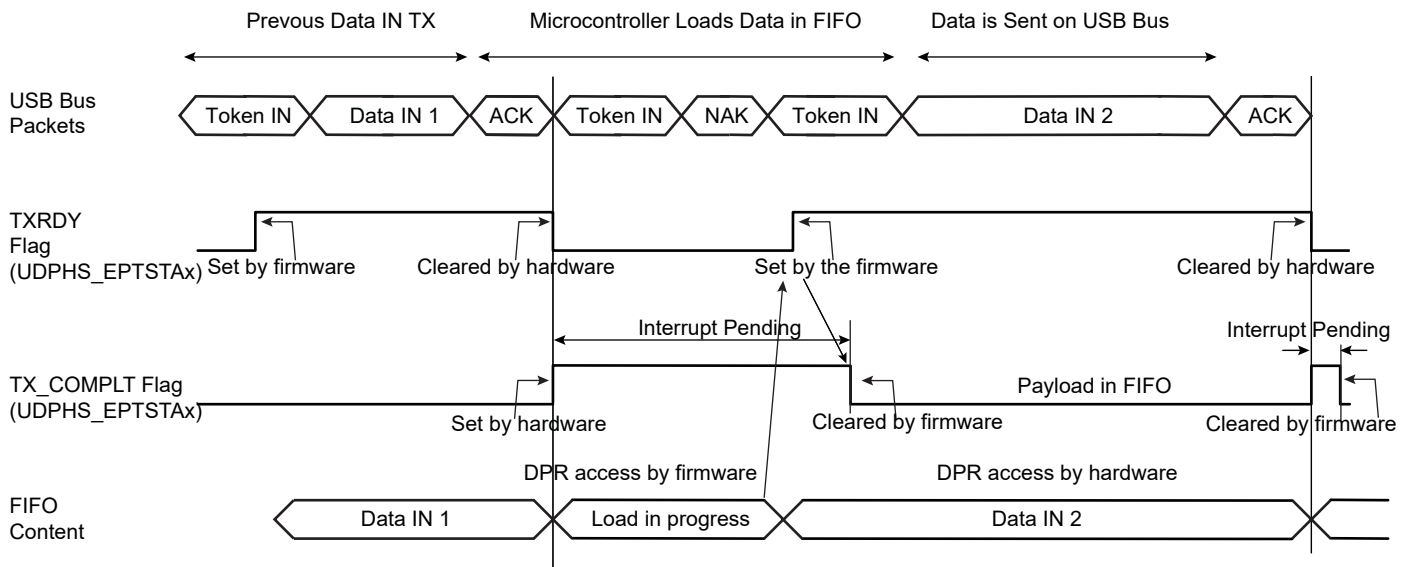 Prevous Data IN TX
Microcontroller Loads Data in FIFO
Data is Sent on USB Bus
USB Bus
Packets
Token IN
Data IN 1
ACK
Token IN
NAK
Token IN
Data IN 2
ACK
TXRDY
Flag
(UDPHS_EPTSTAx)
Set by firmware
Cleared by hardware
Set by the firmware
Cleared by hardware
Interrupt Pending
Interrupt Pending
TX_COMPLT Flag
(UDPHS_EPTSTAx)
Payload in FIFO
Set by hardware
Cleared by firmware
Cleared by firmware
DPR access by firmware
DPR access by hardware
FIFO
Content
Data IN 1
Load in progress
Data IN 2